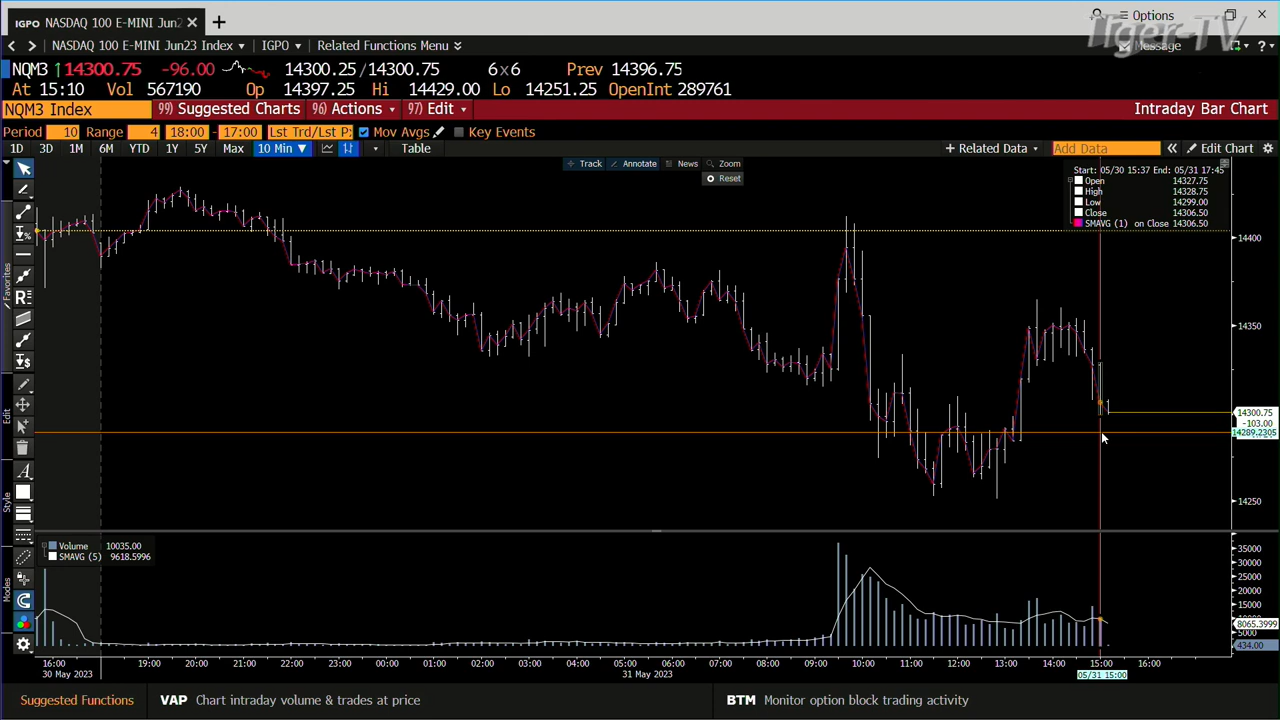 IGPO NASDAQ 100 E-MINI Jun2
Options
NASDAQ 100 E-MINI Jun23 Index
IGPO
Related Functions Menu
Message
Tiger-TV
NQM3 ↑14300.75 -96.00 14300.25/14300.75 6x6 Prev 14396.75
At 15:10 Vol 567190 Op 14397.25 Hi 14429.00 Lo 14251.25 OpenInt 289761
NQM3 Index
99) Suggested Charts
96) Actions
97) Edit
Intraday Bar Chart
Period 10 Range 4 18:00 - 17:00 Lst Trd/Lst P Mov Avgs Key Events
1D 3D 1M 6M YTD 1Y 5Y Max 10 Min ▼ Table
+ Related Data
Add Data
Edit Chart
Track Annotate News Zoom
Reset
Start: 05/30 15:37 End: 05/31 17:45
Open 14327.75
High 14328.75
Low 14299.00
Close 14306.50
SMAVG (1) on Close 14306.50
14400
14350
14300.75
-103.00
14289.2305
14250
Favorites
Edit
Style
Modes
Volume 10035.00
SMAVG (5) 9618.5996
35000
30000
25000
20000
15000
10000
8065.3999
5000
434.00
16:00 19:00 20:00 21:00 22:00 23:00 00:00 01:00 02:00 03:00 04:00 05:00 06:00 07:00 08:00 09:00 10:00 11:00 12:00 13:00 14:00 15:00 16:00
30 May 2023
31 May 2023
05/31 15:00
Suggested Functions
VAP Chart intraday volume & trades at price
BTM Monitor option block trading activity